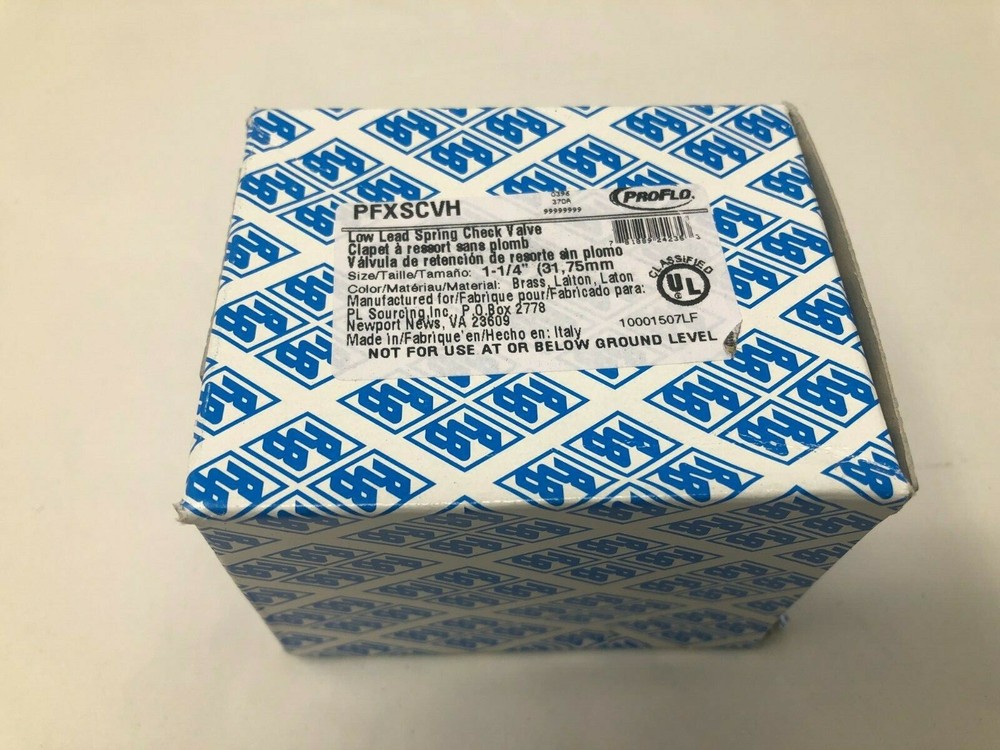 PFXSCVH
0396
370A
99999999
PROFLO.
Low Lead Spring Check Valve
Clapet à ressort sans plomb
Válvula de retención de resorte sin plomo
Size/Taille/Tamaño: 1-1/4" (31,75mm
Color/Matériau/Material: Brass, Laiton, Laton
Manufactured for/Fabrique pour/Fabricado para:
PL Sourcing,Inc, P.O.Box 2778
Newport News, VA 23609
Made in/Fabrique'en/Hecho en: Italy
CLASSIFIED
UL
10001507LF
NOT FOR USE AT OR BELOW GROUND LEVEL